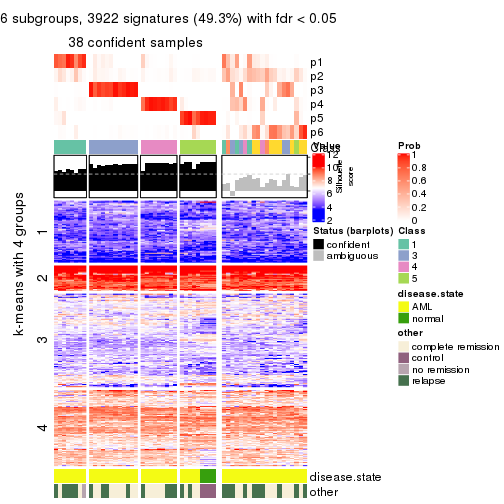 6 subgroups, 3922 signatures (49.3%) with fdr < 0.05
38 confident samples
p1
p2
p3
p4
p5
p6
Class
12
10
8
6
4
2
Silhouette
score
Prob
1
0.8
0.6
0.4
0.2
0
Status (barplots)
confident
ambiguous
Class
1
3
4
5
disease.state
AML
normal
other
complete remission
control
no remission
relapse
k-means with 4 groups
1
2
3
4
disease.state
other